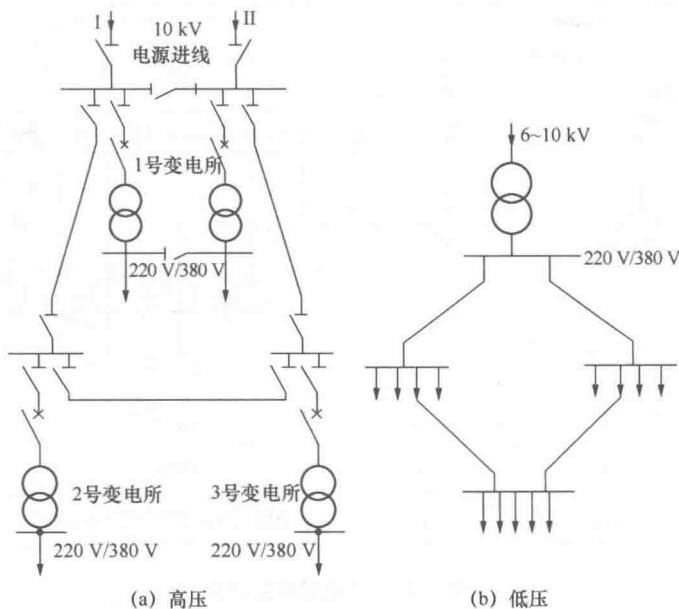 I
II
10 kV
电源进线
1号变电所
220 V/380 V
2号变电所
3号变电所
220 V/380 V
220 V/380 V
(a) 高压
6~10 kV
220 V/380 V
(b) 低压